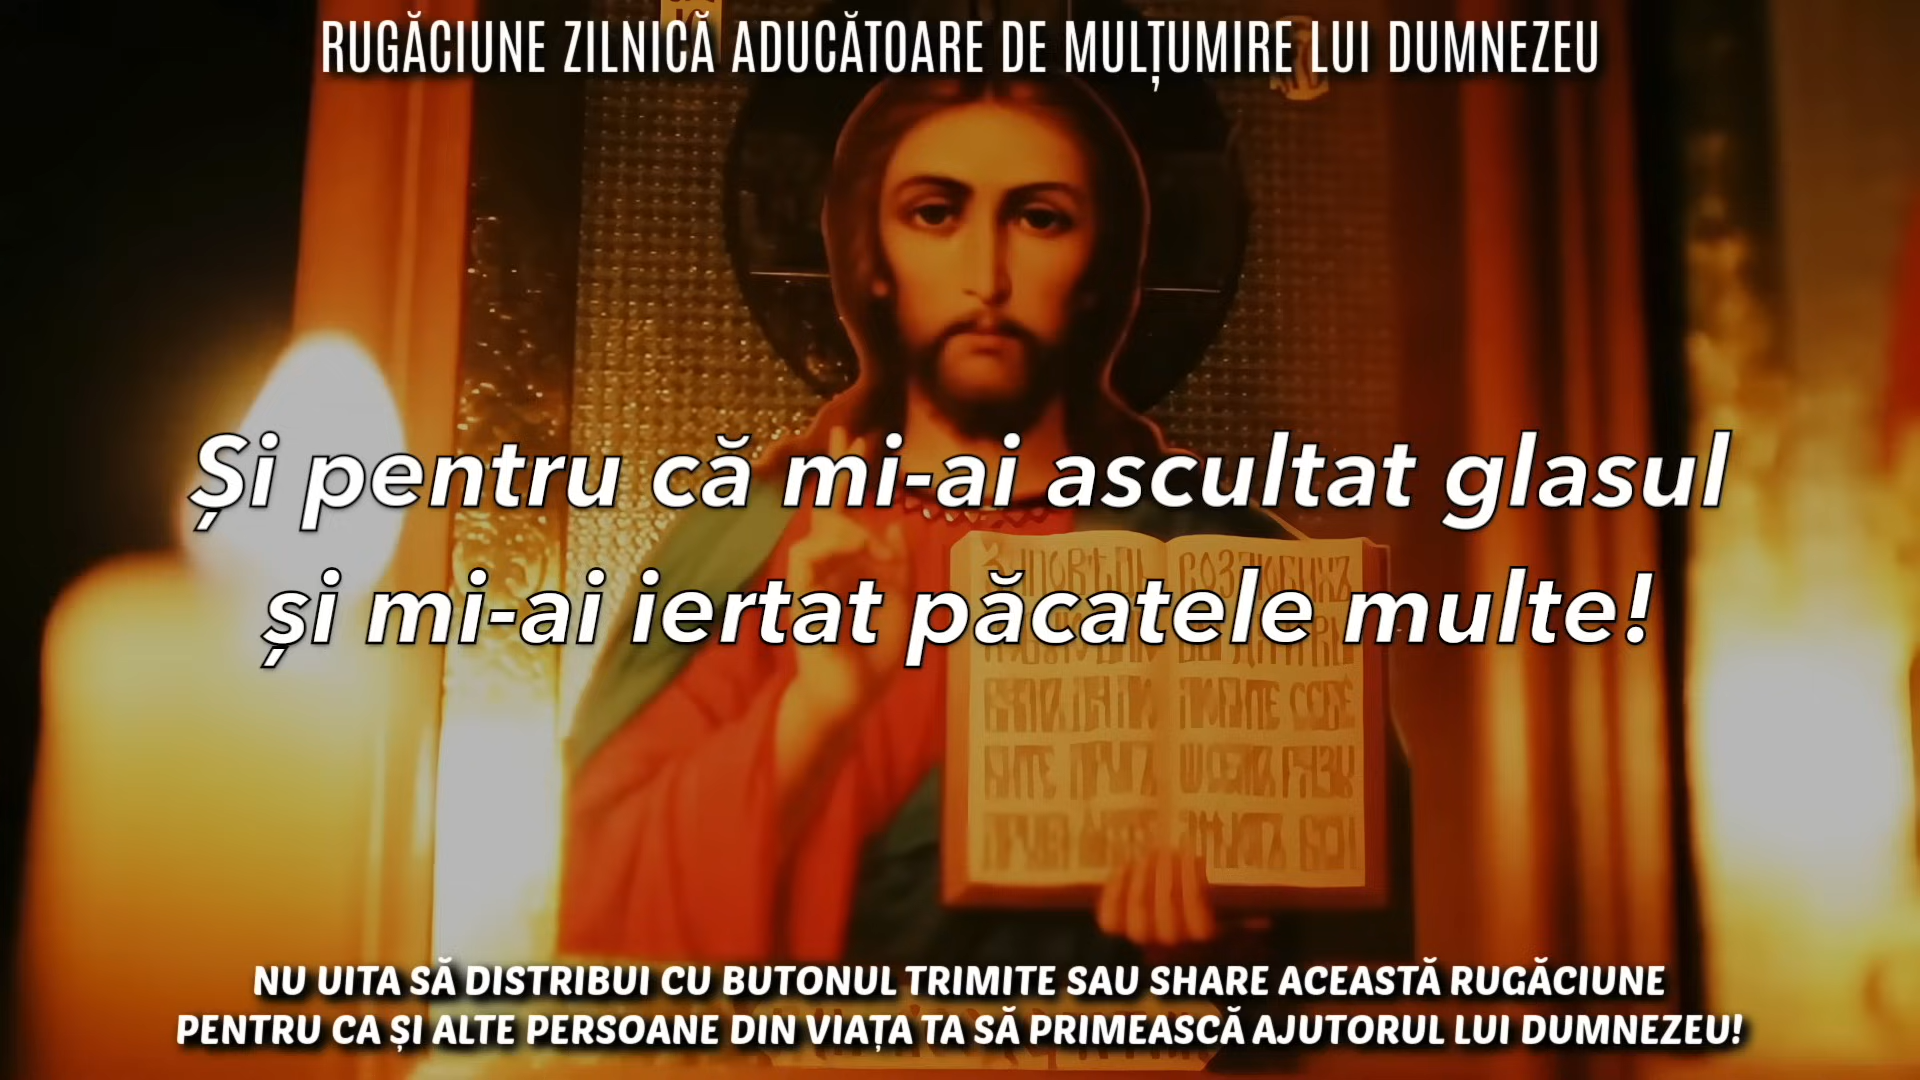 RUGĂCIUNE ZILNICĂ ADUCĂTOARE DE MULȚUMIRE LUI DUMNEZEU
Și pentru că mi-ai ascultat glasul
și mi-ai iertat păcatele multe!
NU UITA SĂ DISTRIBUI CU BUTONUL TRIMITE SAU SHARE ACEASTĂ RUGĂCIUNE
PENTRU CA ȘI ALTE PERSOANE DIN VIAȚA TA SĂ PRIMEASCĂ AJUTORUL LUI DUMNEZEU!